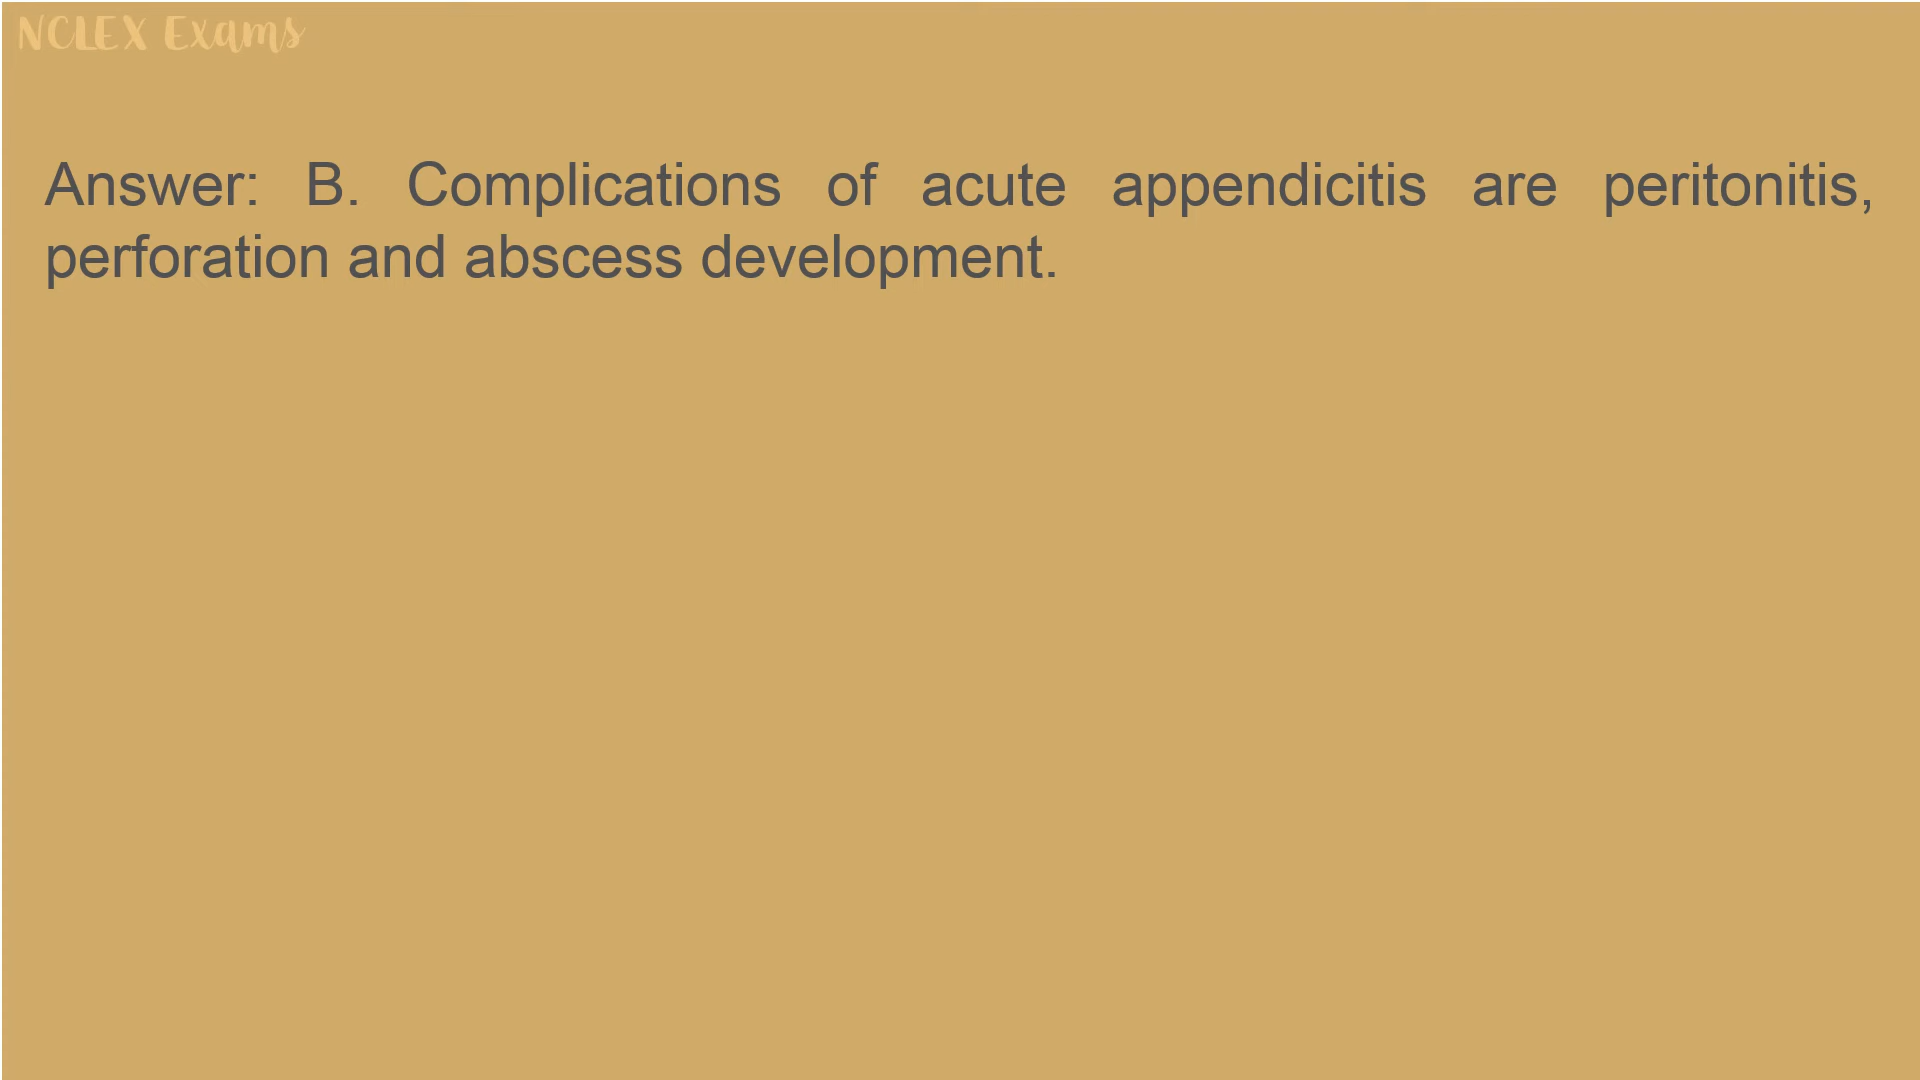 NCLEX Exams
Answer: B. Complications of acute appendicitis are peritonitis,
perforation and abscess development.